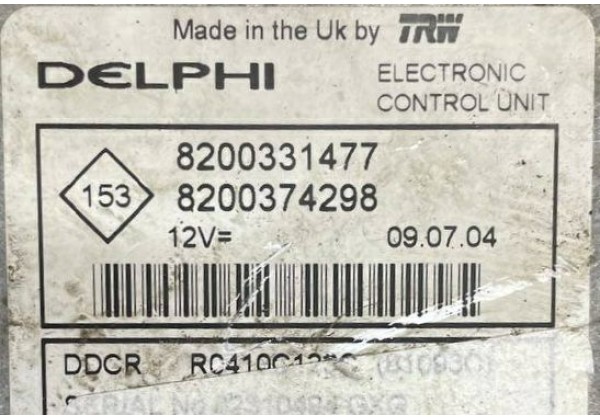 Made in the Uk by TRW
DELPHI
ELECTRONIC
CONTROL UNIT
153
8200331477
8200374298
12V=
09.07.04
DDCR